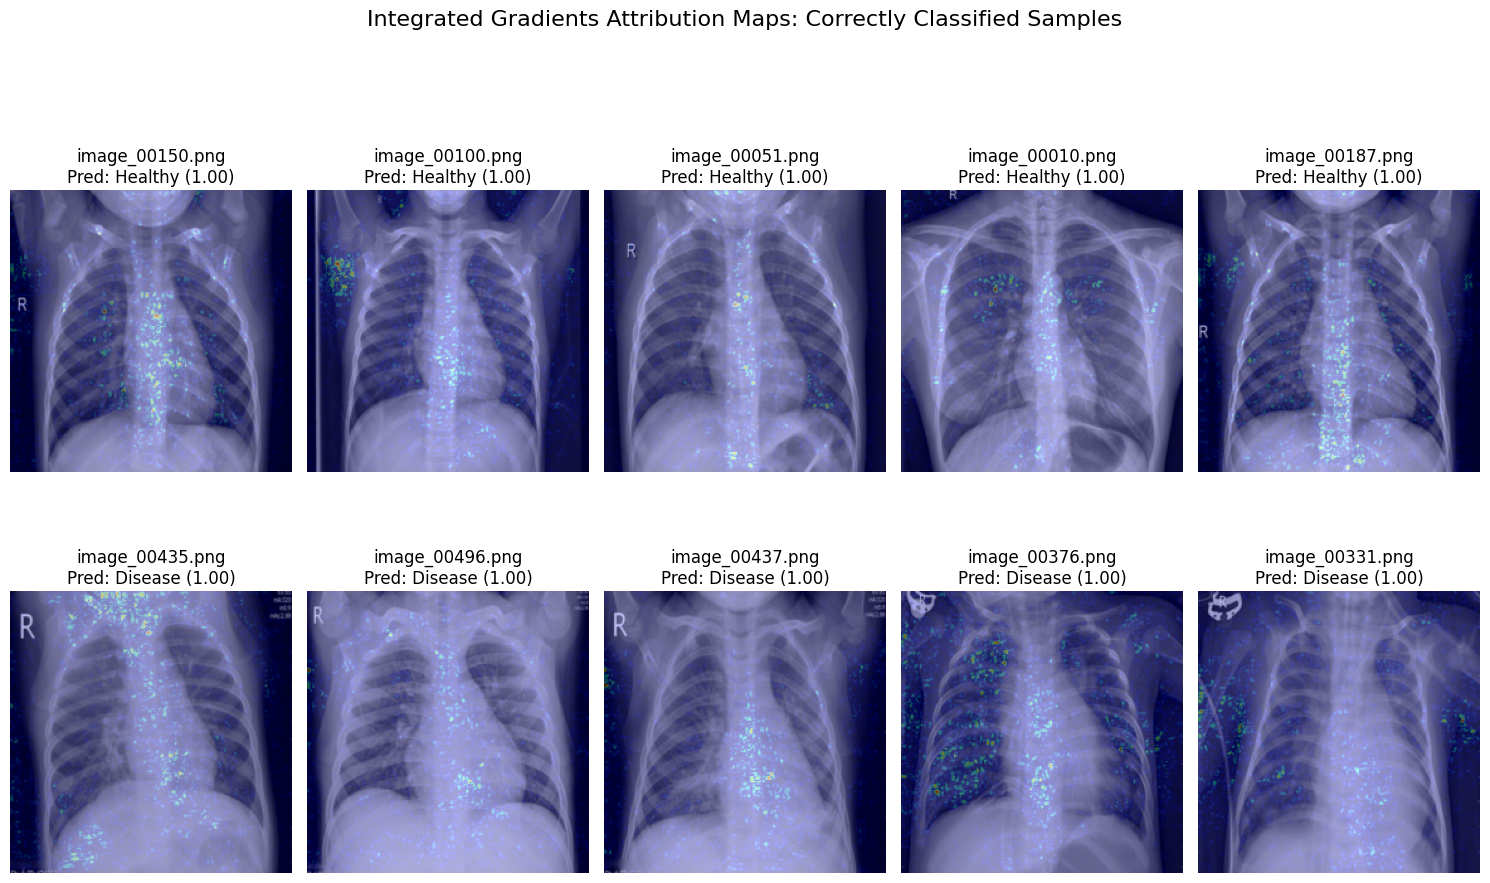 Integrated Gradients Attribution Maps: Correctly Classified Samples
image_00150.png
Pred: Healthy (1.00)
image_00100.png
Pred: Healthy (1.00)
image_00051.png
Pred: Healthy (1.00)
image_00010.png
Pred: Healthy (1.00)
image_00187.png
Pred: Healthy (1.00)
R
R
R
R
image_00435.png
Pred: Disease (1.00)
image_00496.png
Pred: Disease (1.00)
image_00437.png
Pred: Disease (1.00)
image_00376.png
Pred: Disease (1.00)
image_00331.png
Pred: Disease (1.00)
R
R
R
R
R